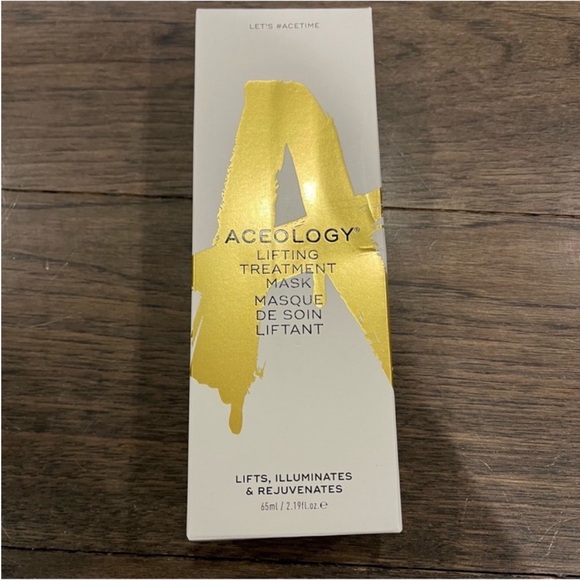 LET'S #ACETIME
ACEOLOGY®
LIFTING
TREATMENT
MASK
MASQUE
DE SOIN
LIFTANT
LIFTS, ILLUMINATES
& REJUVENATES
65ml / 2.19fl.oz. ℮